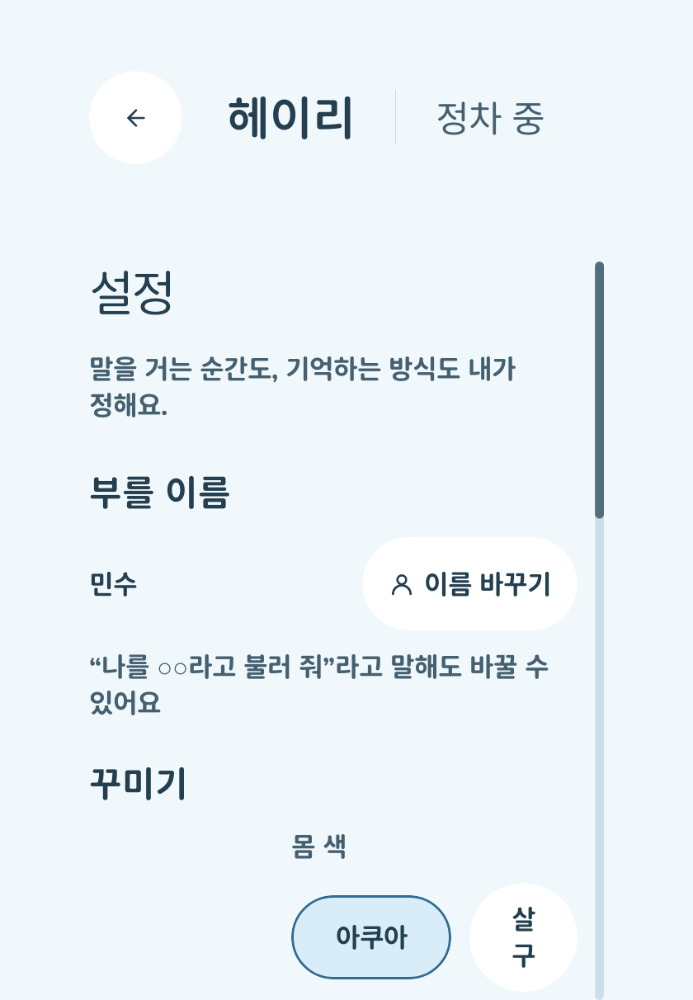 헤이리
정차 중
설정
말을 거는 순간도, 기억하는 방식도 내가
정해요.
부를 이름
민수
이름 바꾸기
“나를 ○○라고 불러 줘”라고 말해도 바꿀 수
있어요
꾸미기
몸 색
아쿠아
살
구